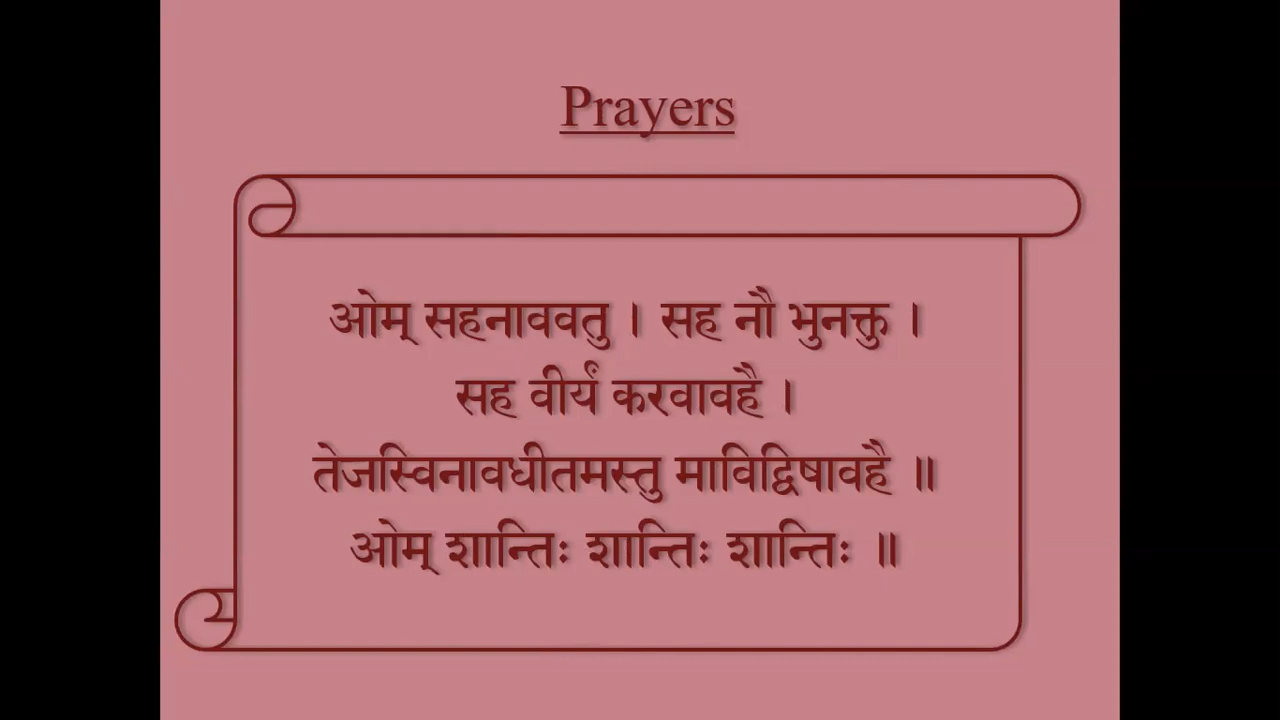 Prayers
ओम् सहनाववतु । सह नौ भुनक्तु ।
सह वीर्यं करवावहै ।
तेजस्विनावधीतमस्तु माविद्विषावहै ॥
ओम् शान्तिः शान्तिः शान्तिः ॥